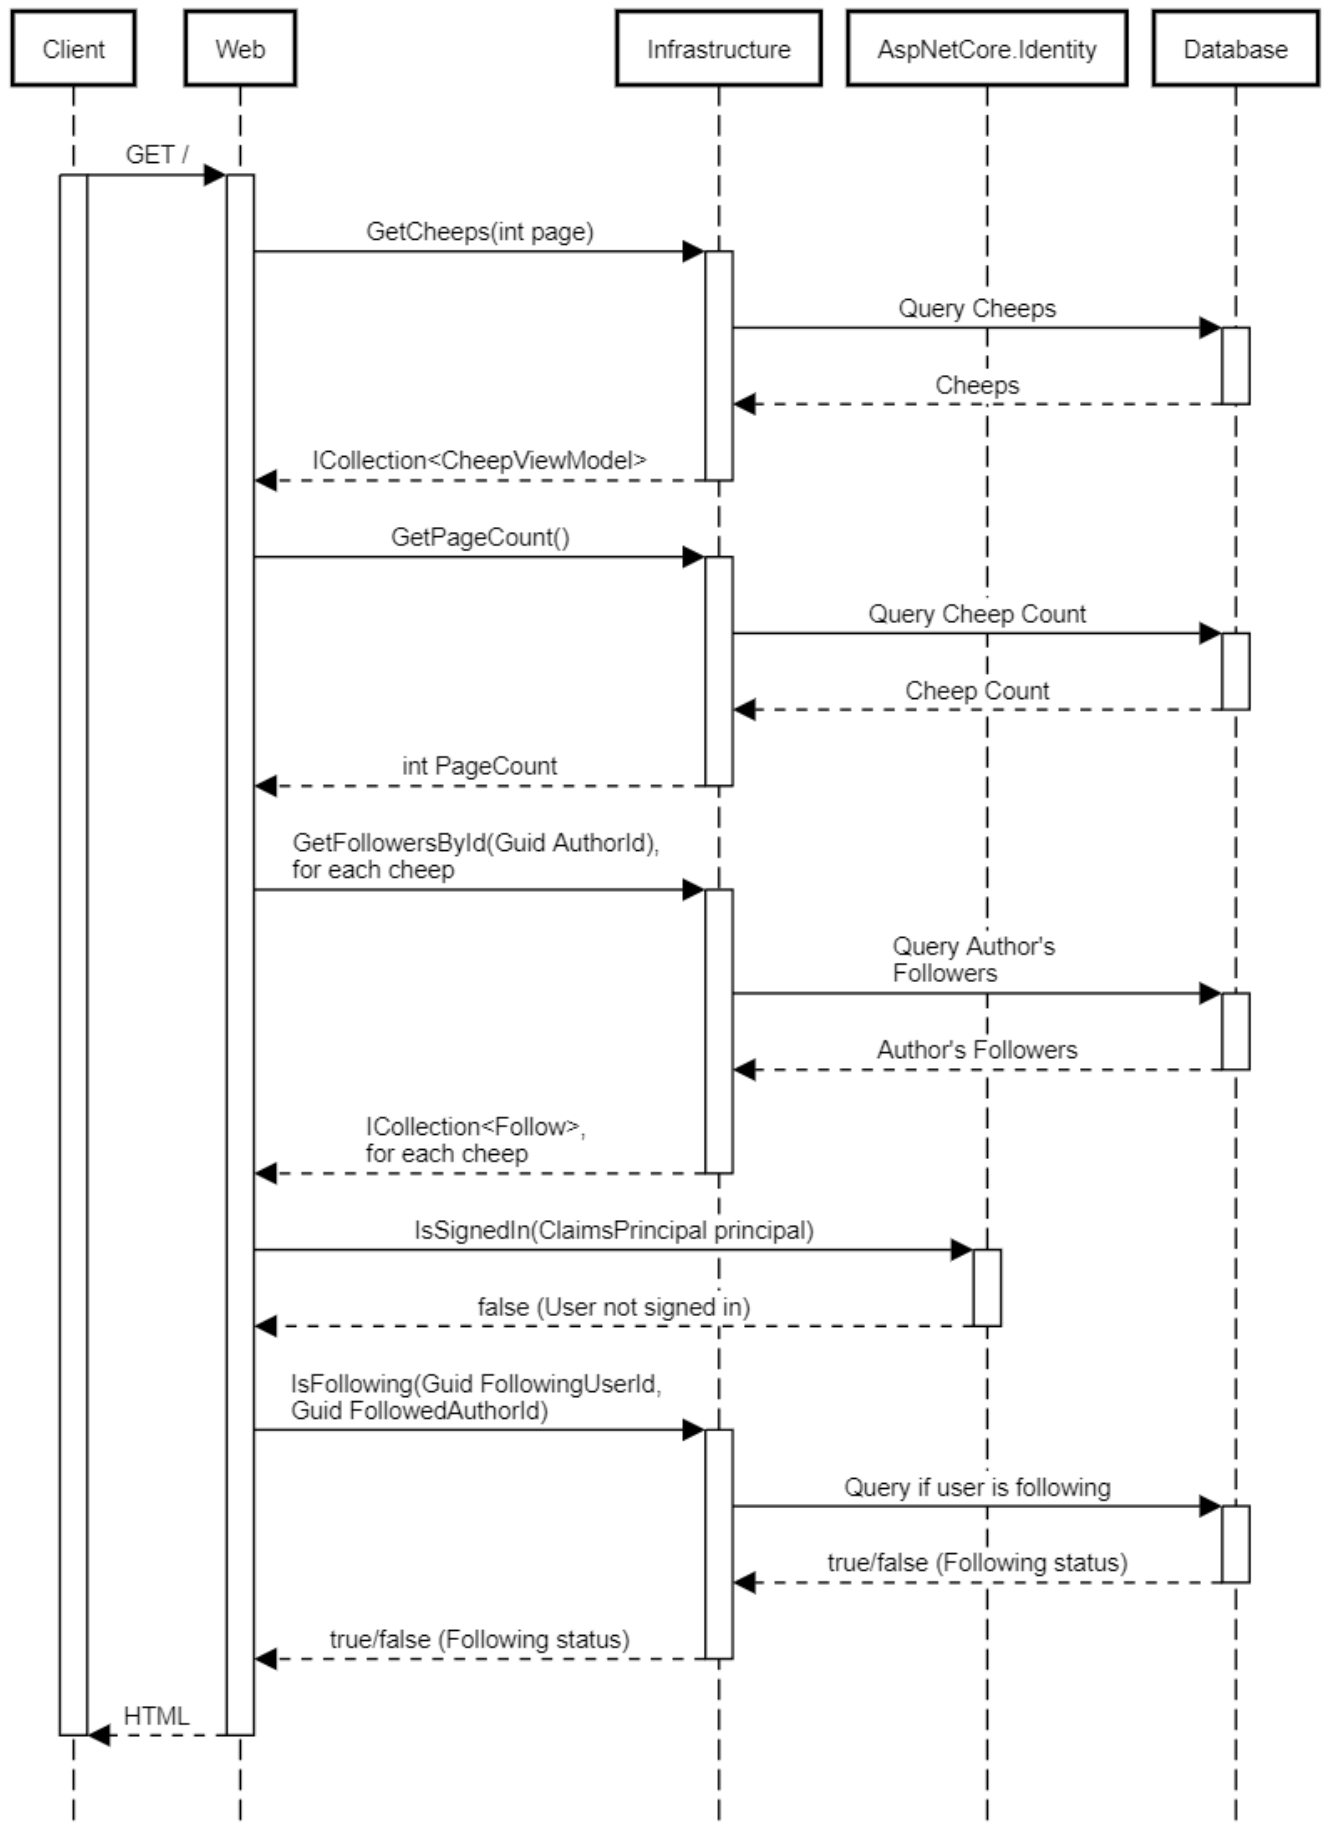 Client
Web
Infrastructure
AspNetCore.Identity
Database
GET /
GetCheeps(int page)
Query Cheeps
Cheeps
ICollection<CheepViewModel>
GetPageCount()
Query Cheep Count
Cheep Count
int PageCount
GetFollowersById(Guid AuthorId),
for each cheep
Query Author's
Followers
Author's Followers
ICollection<Follow>,
for each cheep
IsSignedIn(ClaimsPrincipal principal)
false (User not signed in)
IsFollowing(Guid FollowingUserId,
Guid FollowedAuthorId)
Query if user is following
true/false (Following status)
true/false (Following status)
HTML